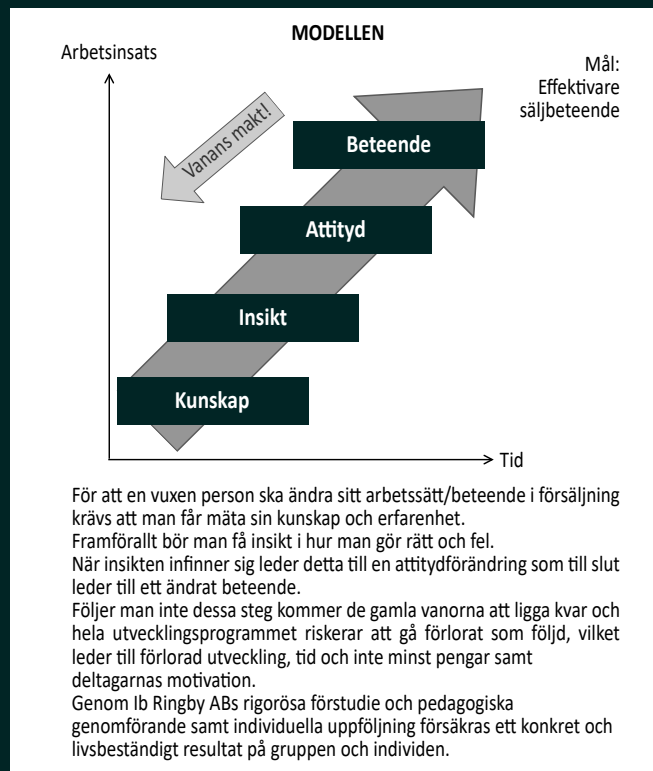 MODELLEN
Arbetsinsats
Mål:
Effektivare
säljbeteende
Vanans makt!
Beteende
Attityd
Insikt
Kunskap
Tid
För att en vuxen person ska ändra sitt arbetssätt/beteende i försäljning
krävs att man får mäta sin kunskap och erfarenhet.
Framförallt bör man få insikt i hur man gör rätt och fel.
När insikten infinner sig leder detta till en attitydförändring som till slut
leder till ett ändrat beteende.
Följer man inte dessa steg kommer de gamla vanorna att ligga kvar och
hela utvecklingsprogrammet riskerar att gå förlorat som följd, vilket
leder till förlorad utveckling, tid och inte minst pengar samt
deltagarnas motivation.
Genom Ib Ringby ABs rigorösa förstudie och pedagogiska
genomförande samt individuella uppföljning försäkras ett konkret och
livsbeständigt resultat på gruppen och individen.